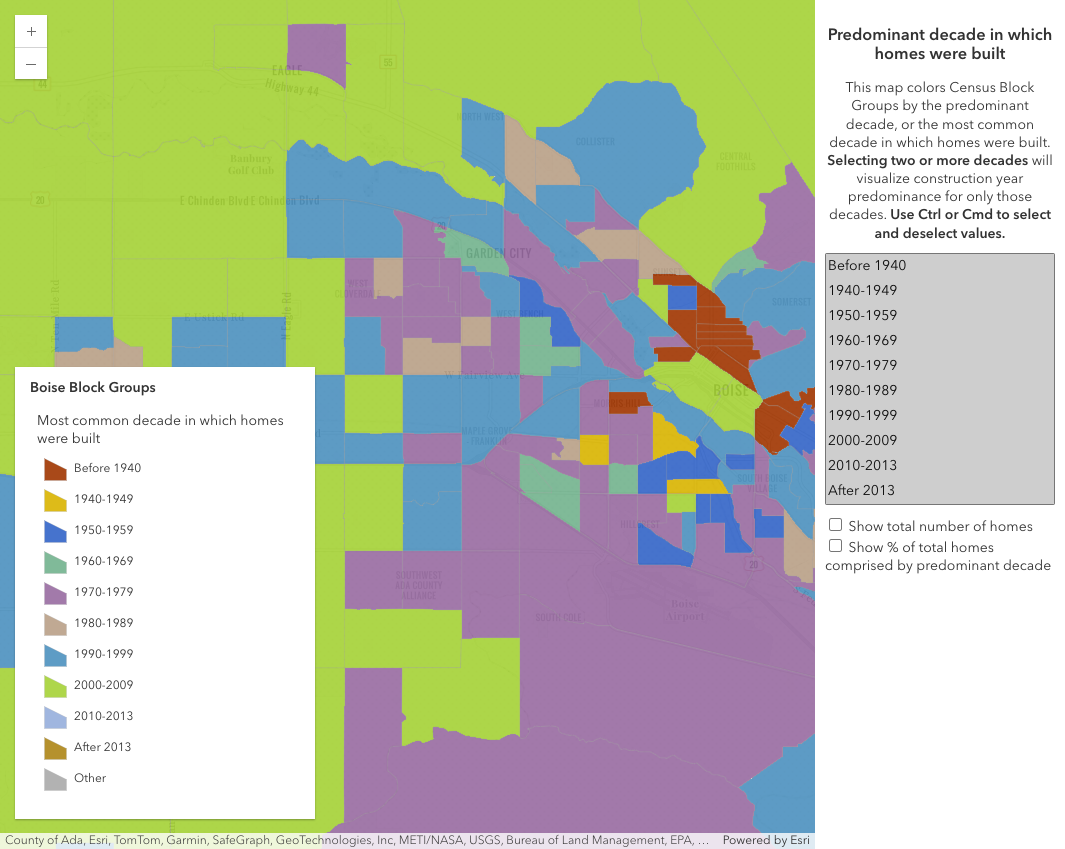 +
−
EAGLE
Highway 44
44
55
NORTH WEST
COLLISTER
Banbury
Golf Club
CENTRAL
FOOTHILLS
20
E Chinden Blvd E Chinden Blvd
20
GARDEN CITY
WEST
CLOVERDALE
SOMERSET
N Eagle Rd
E Ustick Rd
WEST BENCH
W Fairview Ave
BOISE
MORRIS HILL
MAPLE GROVE -
FRANKLIN
SOUTH BOISE
VILLAGE
HILLCREST
20
SOUTHWEST
ADA COUNTY
ALLIANCE
SOUTH COLE
Boise
Airport
Boise Block Groups
Most common decade in which homes
were built
Before 1940
1940-1949
1950-1959
1960-1969
1970-1979
1980-1989
1990-1999
2000-2009
2010-2013
After 2013
Other
County of Ada, Esri, TomTom, Garmin, SafeGraph, GeoTechnologies, Inc, METI/NASA, USGS, Bureau of Land Management, EPA, …
Powered by Esri
Predominant decade in which
homes were built
This map colors Census Block
Groups by the predominant
decade, or the most common
decade in which homes were built.
Selecting two or more decades will
visualize construction year
predominance for only those
decades. Use Ctrl or Cmd to select
and deselect values.
Before 1940
1940-1949
1950-1959
1960-1969
1970-1979
1980-1989
1990-1999
2000-2009
2010-2013
After 2013
Show total number of homes
Show % of total homes
comprised by predominant decade